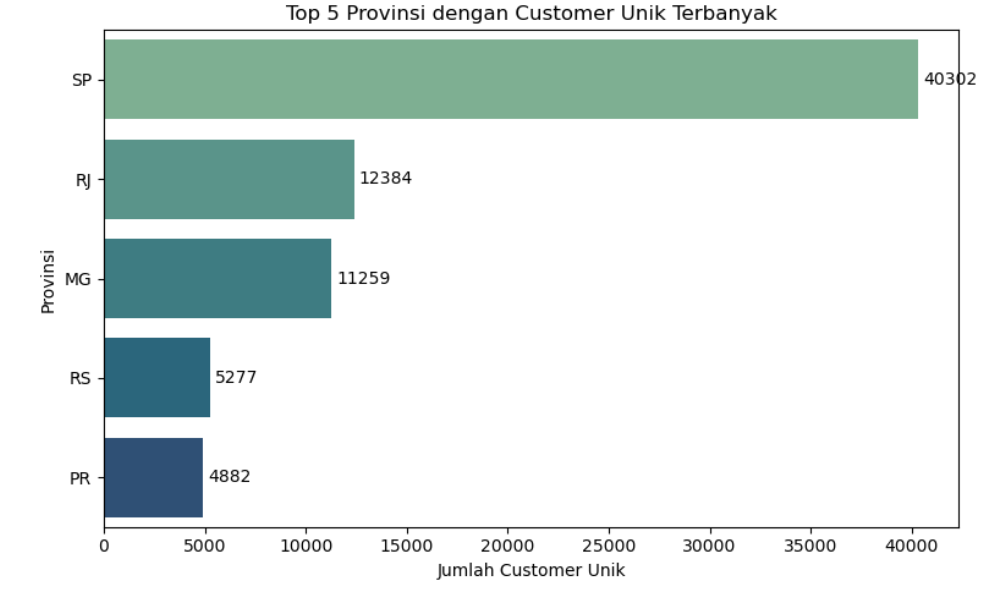 Top 5 Provinsi dengan Customer Unik Terbanyak
SP
40302
RJ
12384
MG
11259
RS
5277
PR
4882
Provinsi
0 5000 10000 15000 20000 25000 30000 35000 40000
Jumlah Customer Unik